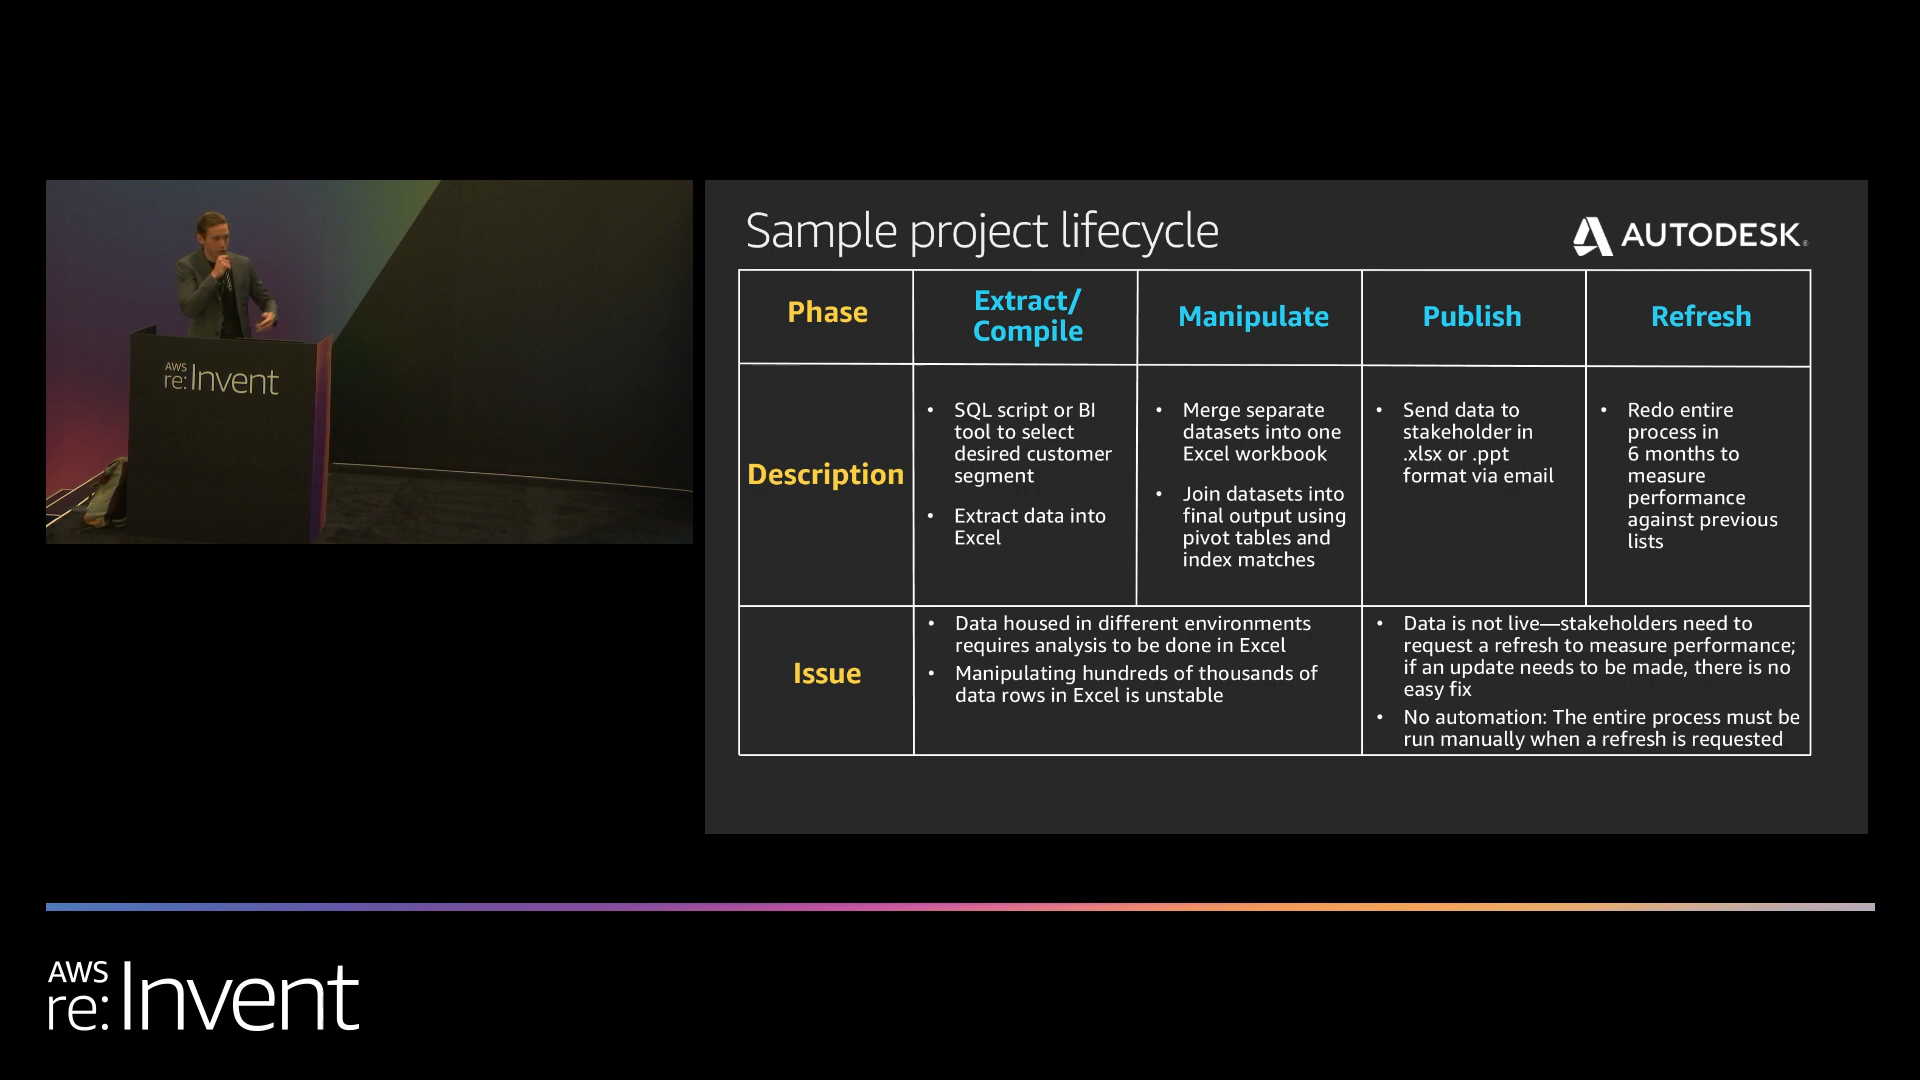 AWS
re:Invent
Sample project lifecycle
AUTODESK
Phase
Extract/
Compile
Manipulate
Publish
Refresh
Description
• SQL script or BI
tool to select
desired customer
segment
• Extract data into
Excel
• Merge separate
datasets into one
Excel workbook
• Join datasets into
final output using
pivot tables and
index matches
• Send data to
stakeholder in
.xlsx or .ppt
format via email
• Redo entire
process in
6 months to
measure
performance
against previous
lists
Issue
• Data housed in different environments
requires analysis to be done in Excel
• Manipulating hundreds of thousands of
data rows in Excel is unstable
• Data is not live—stakeholders need to
request a refresh to measure performance;
if an update needs to be made, there is no
easy fix
• No automation: The entire process must be
run manually when a refresh is requested
AWS
re:Invent